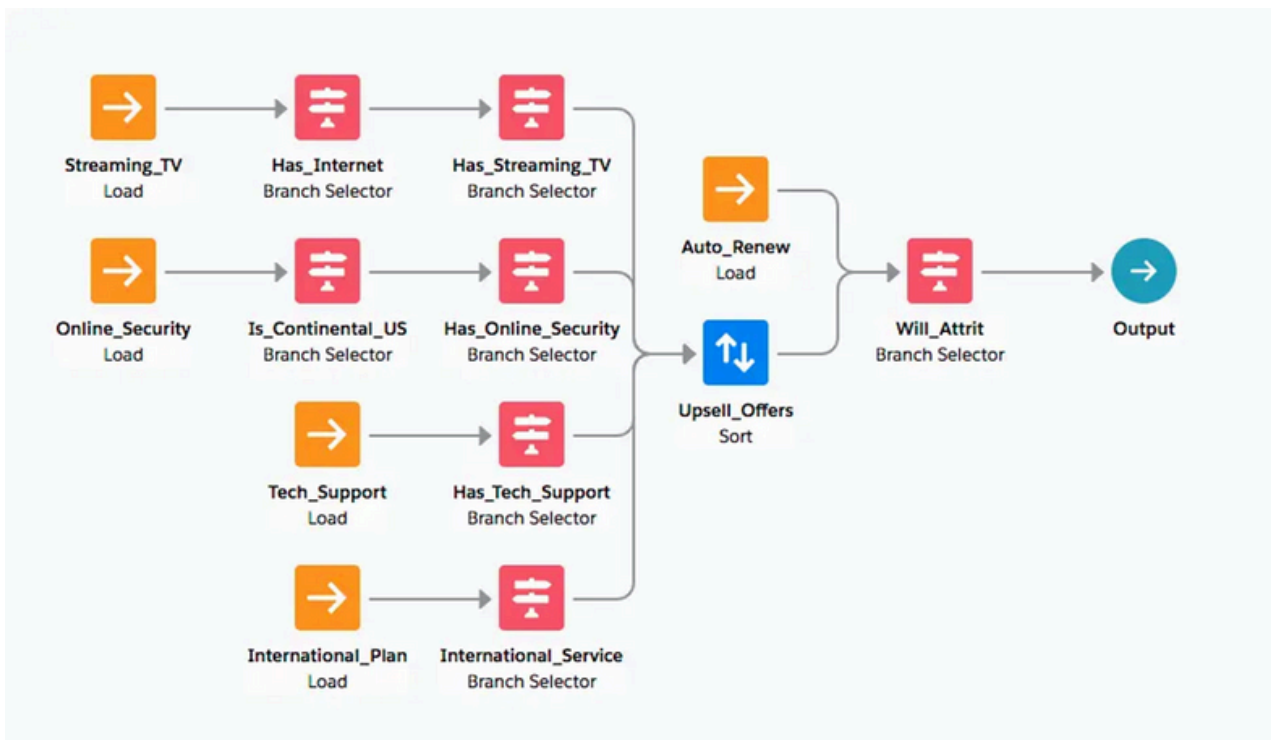 Streaming_TV
Load
Has_Internet
Branch Selector
Has_Streaming_TV
Branch Selector
Auto_Renew
Load
Online_Security
Load
Is_Continental_US
Branch Selector
Has_Online_Security
Branch Selector
Will_Attrit
Branch Selector
Output
Upsell_Offers
Sort
Tech_Support
Load
Has_Tech_Support
Branch Selector
International_Plan
Load
International_Service
Branch Selector